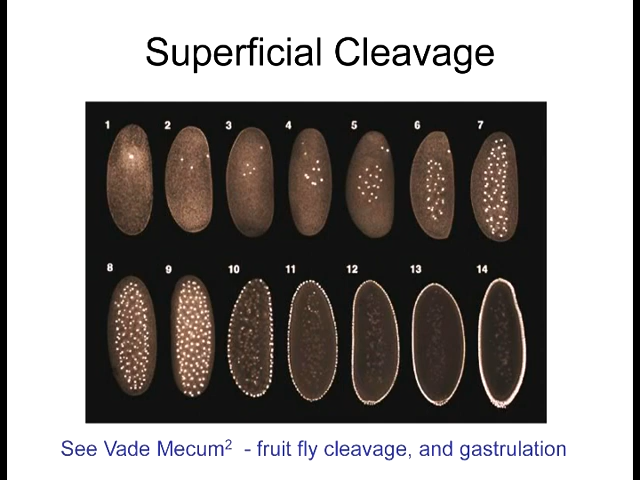 Superficial Cleavage
1 2 3 4 5 6 7
8 9 10 11 12 13 14
See Vade Mecum² - fruit fly cleavage, and gastrulation